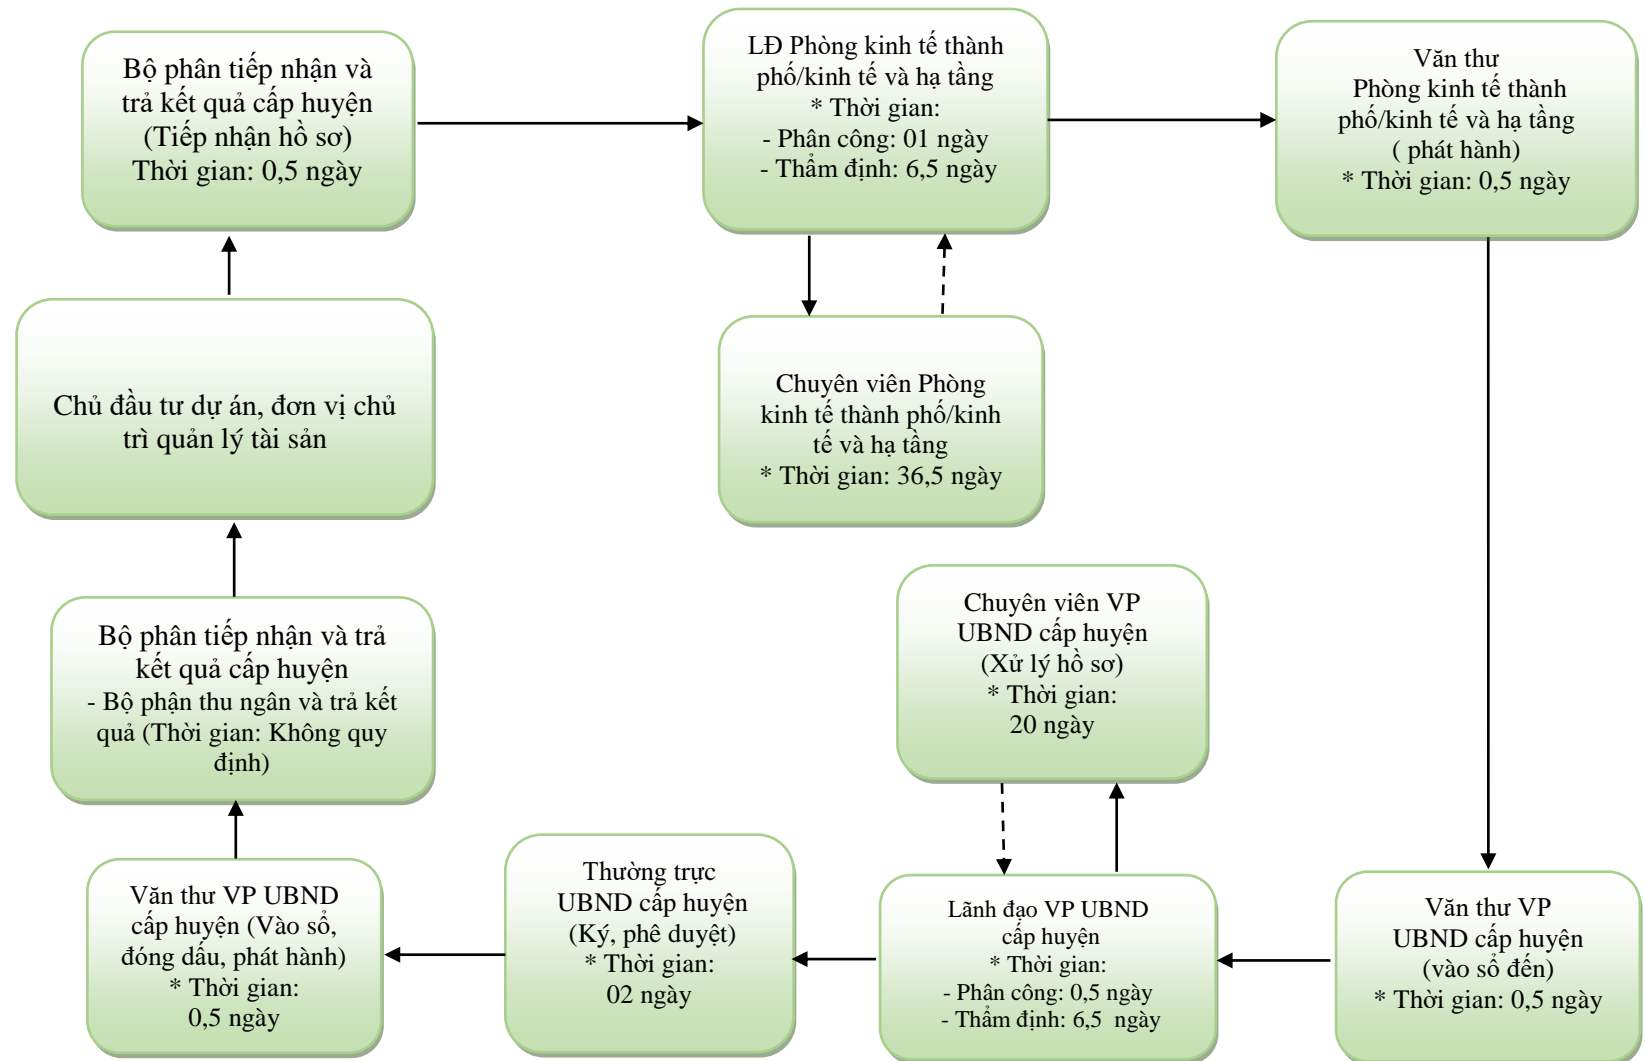 Bộ phân tiếp nhận và
trả kết quả cấp huyện
(Tiếp nhận hồ sơ)
Thời gian: 0,5 ngày
LĐ Phòng kinh tế thành
phố/kinh tế và hạ tầng
* Thời gian:
- Phân công: 01 ngày
- Thẩm định: 6,5 ngày
Văn thư
Phòng kinh tế thành
phố/kinh tế và hạ tầng
( phát hành)
* Thời gian: 0,5 ngày
Chủ đầu tư dự án, đơn vị chủ
trì quản lý tài sản
Chuyên viên Phòng
kinh tế thành phố/kinh
tế và hạ tầng
* Thời gian: 36,5 ngày
Bộ phân tiếp nhận và trả
kết quả cấp huyện
- Bộ phận thu ngân và trả kết
quả (Thời gian: Không quy
định)
Chuyên viên VP
UBND cấp huyện
(Xử lý hồ sơ)
* Thời gian:
20 ngày
Văn thư VP UBND
cấp huyện (Vào sổ,
đóng dấu, phát hành)
* Thời gian:
0,5 ngày
Thường trực
UBND cấp huyện
(Ký, phê duyệt)
* Thời gian:
02 ngày
Lãnh đạo VP UBND
cấp huyện
* Thời gian:
- Phân công: 0,5 ngày
- Thẩm định: 6,5 ngày
Văn thư VP
UBND cấp huyện
(vào sổ đến)
* Thời gian: 0,5 ngày